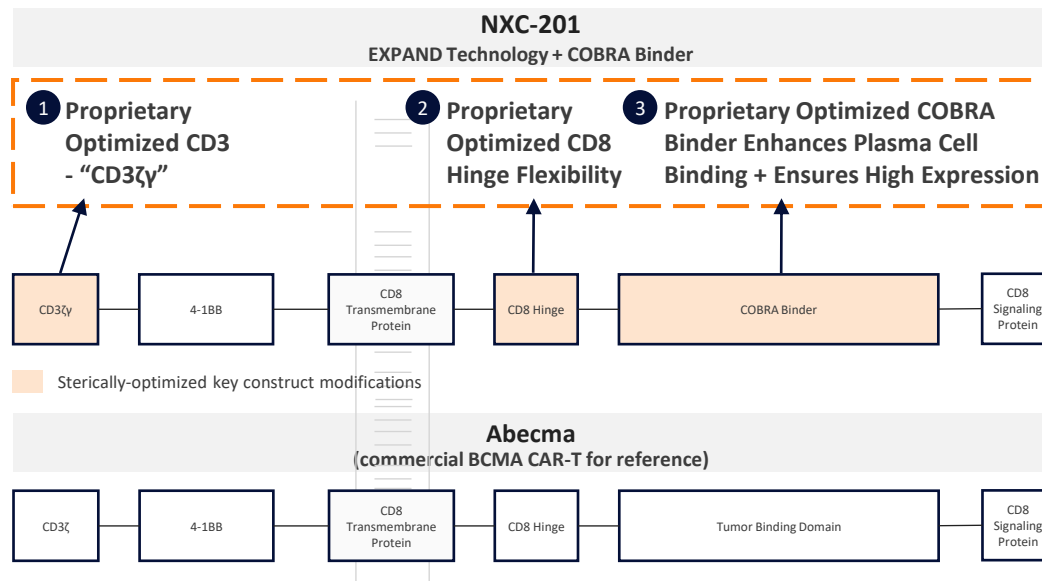 NXC-201
EXPAND Technology + COBRA Binder
1 Proprietary
Optimized CD3
- “CD3ζγ”
2 Proprietary
Optimized CD8
Hinge Flexibility
3 Proprietary Optimized COBRA
Binder Enhances Plasma Cell
Binding + Ensures High Expression
CD3ζγ
4-1BB
CD8
Transmembrane
Protein
CD8 Hinge
COBRA Binder
CD8
Signaling
Protein
Sterically-optimized key construct modifications
Abecma
(commercial BCMA CAR-T for reference)
CD3ζ
4-1BB
CD8
Transmembrane
Protein
CD8 Hinge
Tumor Binding Domain
CD8
Signaling
Protein